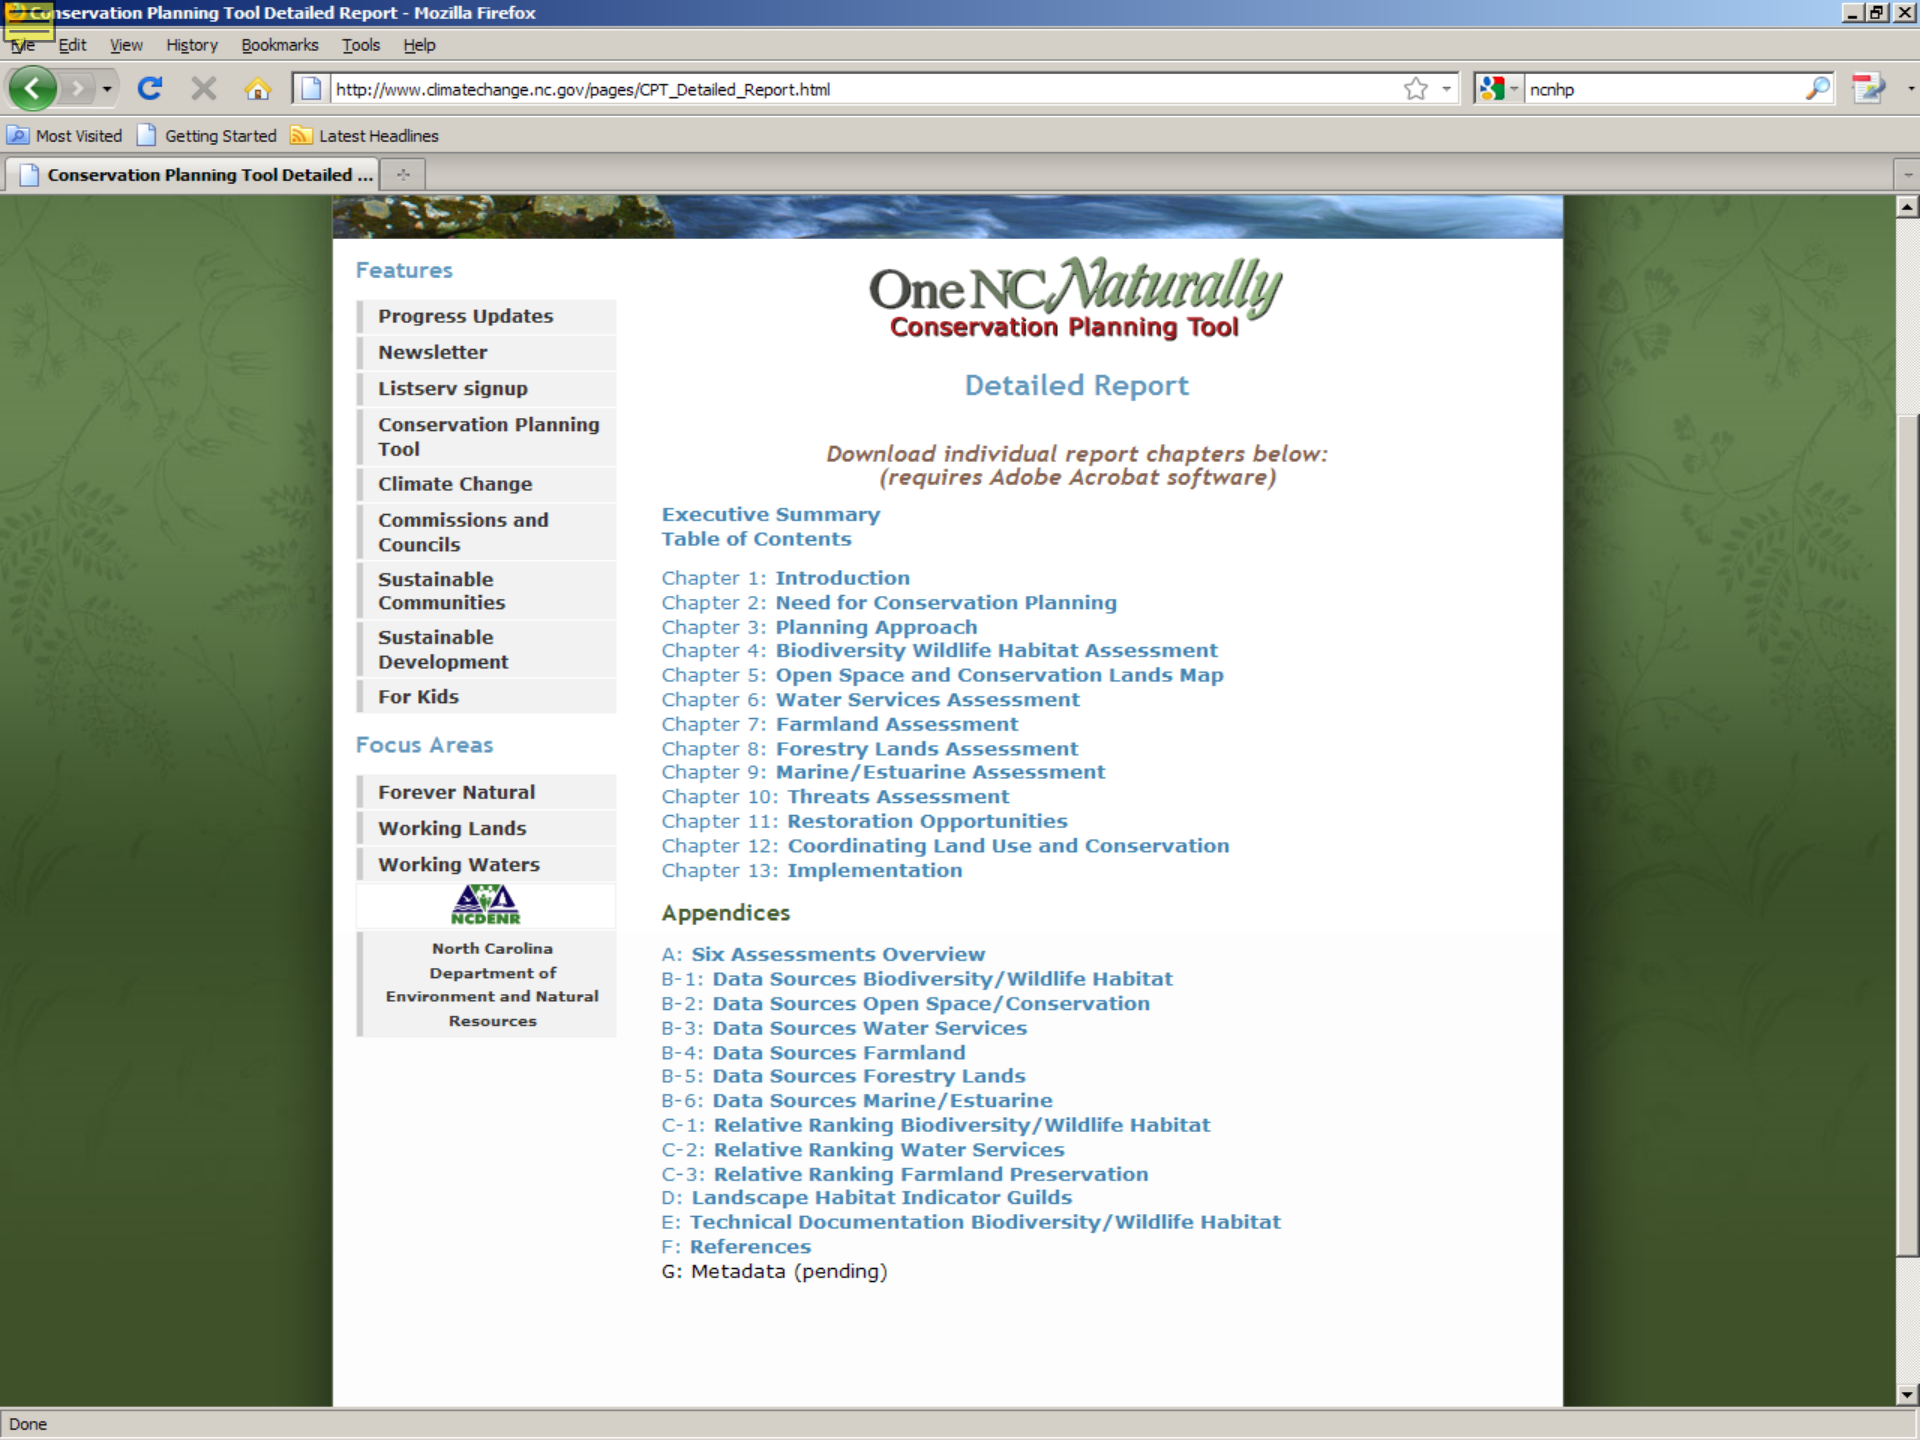 Conservation Planning Tool Detailed Report - Mozilla Firefox
File Edit View History Bookmarks Tools Help
http://www.climatechange.nc.gov/pages/CPT_Detailed_Report.html
ncnhp
Most Visited Getting Started Latest Headlines
Conservation Planning Tool Detailed ...
Features
Progress Updates
Newsletter
Listserv signup
Conservation Planning
Tool
Climate Change
Commissions and
Councils
Sustainable
Communities
Sustainable
Development
For Kids
Focus Areas
Forever Natural
Working Lands
Working Waters
NCDENR
North Carolina
Department of
Environment and Natural
Resources
One NC Naturally
Conservation Planning Tool
Detailed Report
Download individual report chapters below:
(requires Adobe Acrobat software)
Executive Summary
Table of Contents
Chapter 1: Introduction
Chapter 2: Need for Conservation Planning
Chapter 3: Planning Approach
Chapter 4: Biodiversity Wildlife Habitat Assessment
Chapter 5: Open Space and Conservation Lands Map
Chapter 6: Water Services Assessment
Chapter 7: Farmland Assessment
Chapter 8: Forestry Lands Assessment
Chapter 9: Marine/Estuarine Assessment
Chapter 10: Threats Assessment
Chapter 11: Restoration Opportunities
Chapter 12: Coordinating Land Use and Conservation
Chapter 13: Implementation
Appendices
A: Six Assessments Overview
B-1: Data Sources Biodiversity/Wildlife Habitat
B-2: Data Sources Open Space/Conservation
B-3: Data Sources Water Services
B-4: Data Sources Farmland
B-5: Data Sources Forestry Lands
B-6: Data Sources Marine/Estuarine
C-1: Relative Ranking Biodiversity/Wildlife Habitat
C-2: Relative Ranking Water Services
C-3: Relative Ranking Farmland Preservation
D: Landscape Habitat Indicator Guilds
E: Technical Documentation Biodiversity/Wildlife Habitat
F: References
G: Metadata (pending)
Done